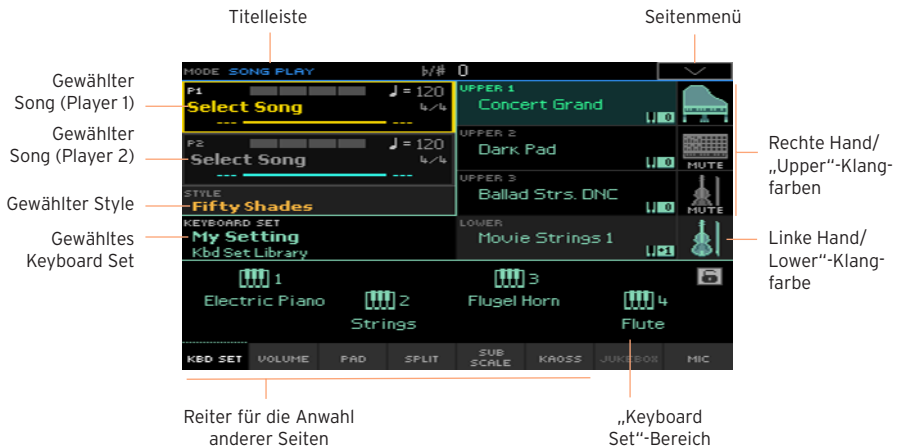 Titelleiste
Seitenmenü
MODE SONG PLAY
♭/# 0
Gewählter
Song (Player 1)
P1
♩ = 120
Select Song
4/4
---
---
Gewählter
Song (Player 2)
P2
♩ = 120
Select Song
4/4
---
---
Gewählter Style
STYLE
Fifty Shades
Gewähltes
Keyboard Set
KEYBOARD SET
My Setting
Kbd Set Library
UPPER 1
Concert Grand
U 0
UPPER 2
Dark Pad
U 0
MUTE
UPPER 3
Ballad Strs. DNC
U 0
MUTE
LOWER
Movie Strings 1
U +1
Rechte Hand/
„Upper“-Klang-
farben
Linke Hand/
Lower“-Klang-
farbe
1
Electric Piano
2
Strings
3
Flugel Horn
4
Flute
KBD SET VOLUME PAD SPLIT SUB SCALE KAOSS JUKEBOX MIC
Reiter für die Anwahl
anderer Seiten
„Keyboard
Set“-Bereich